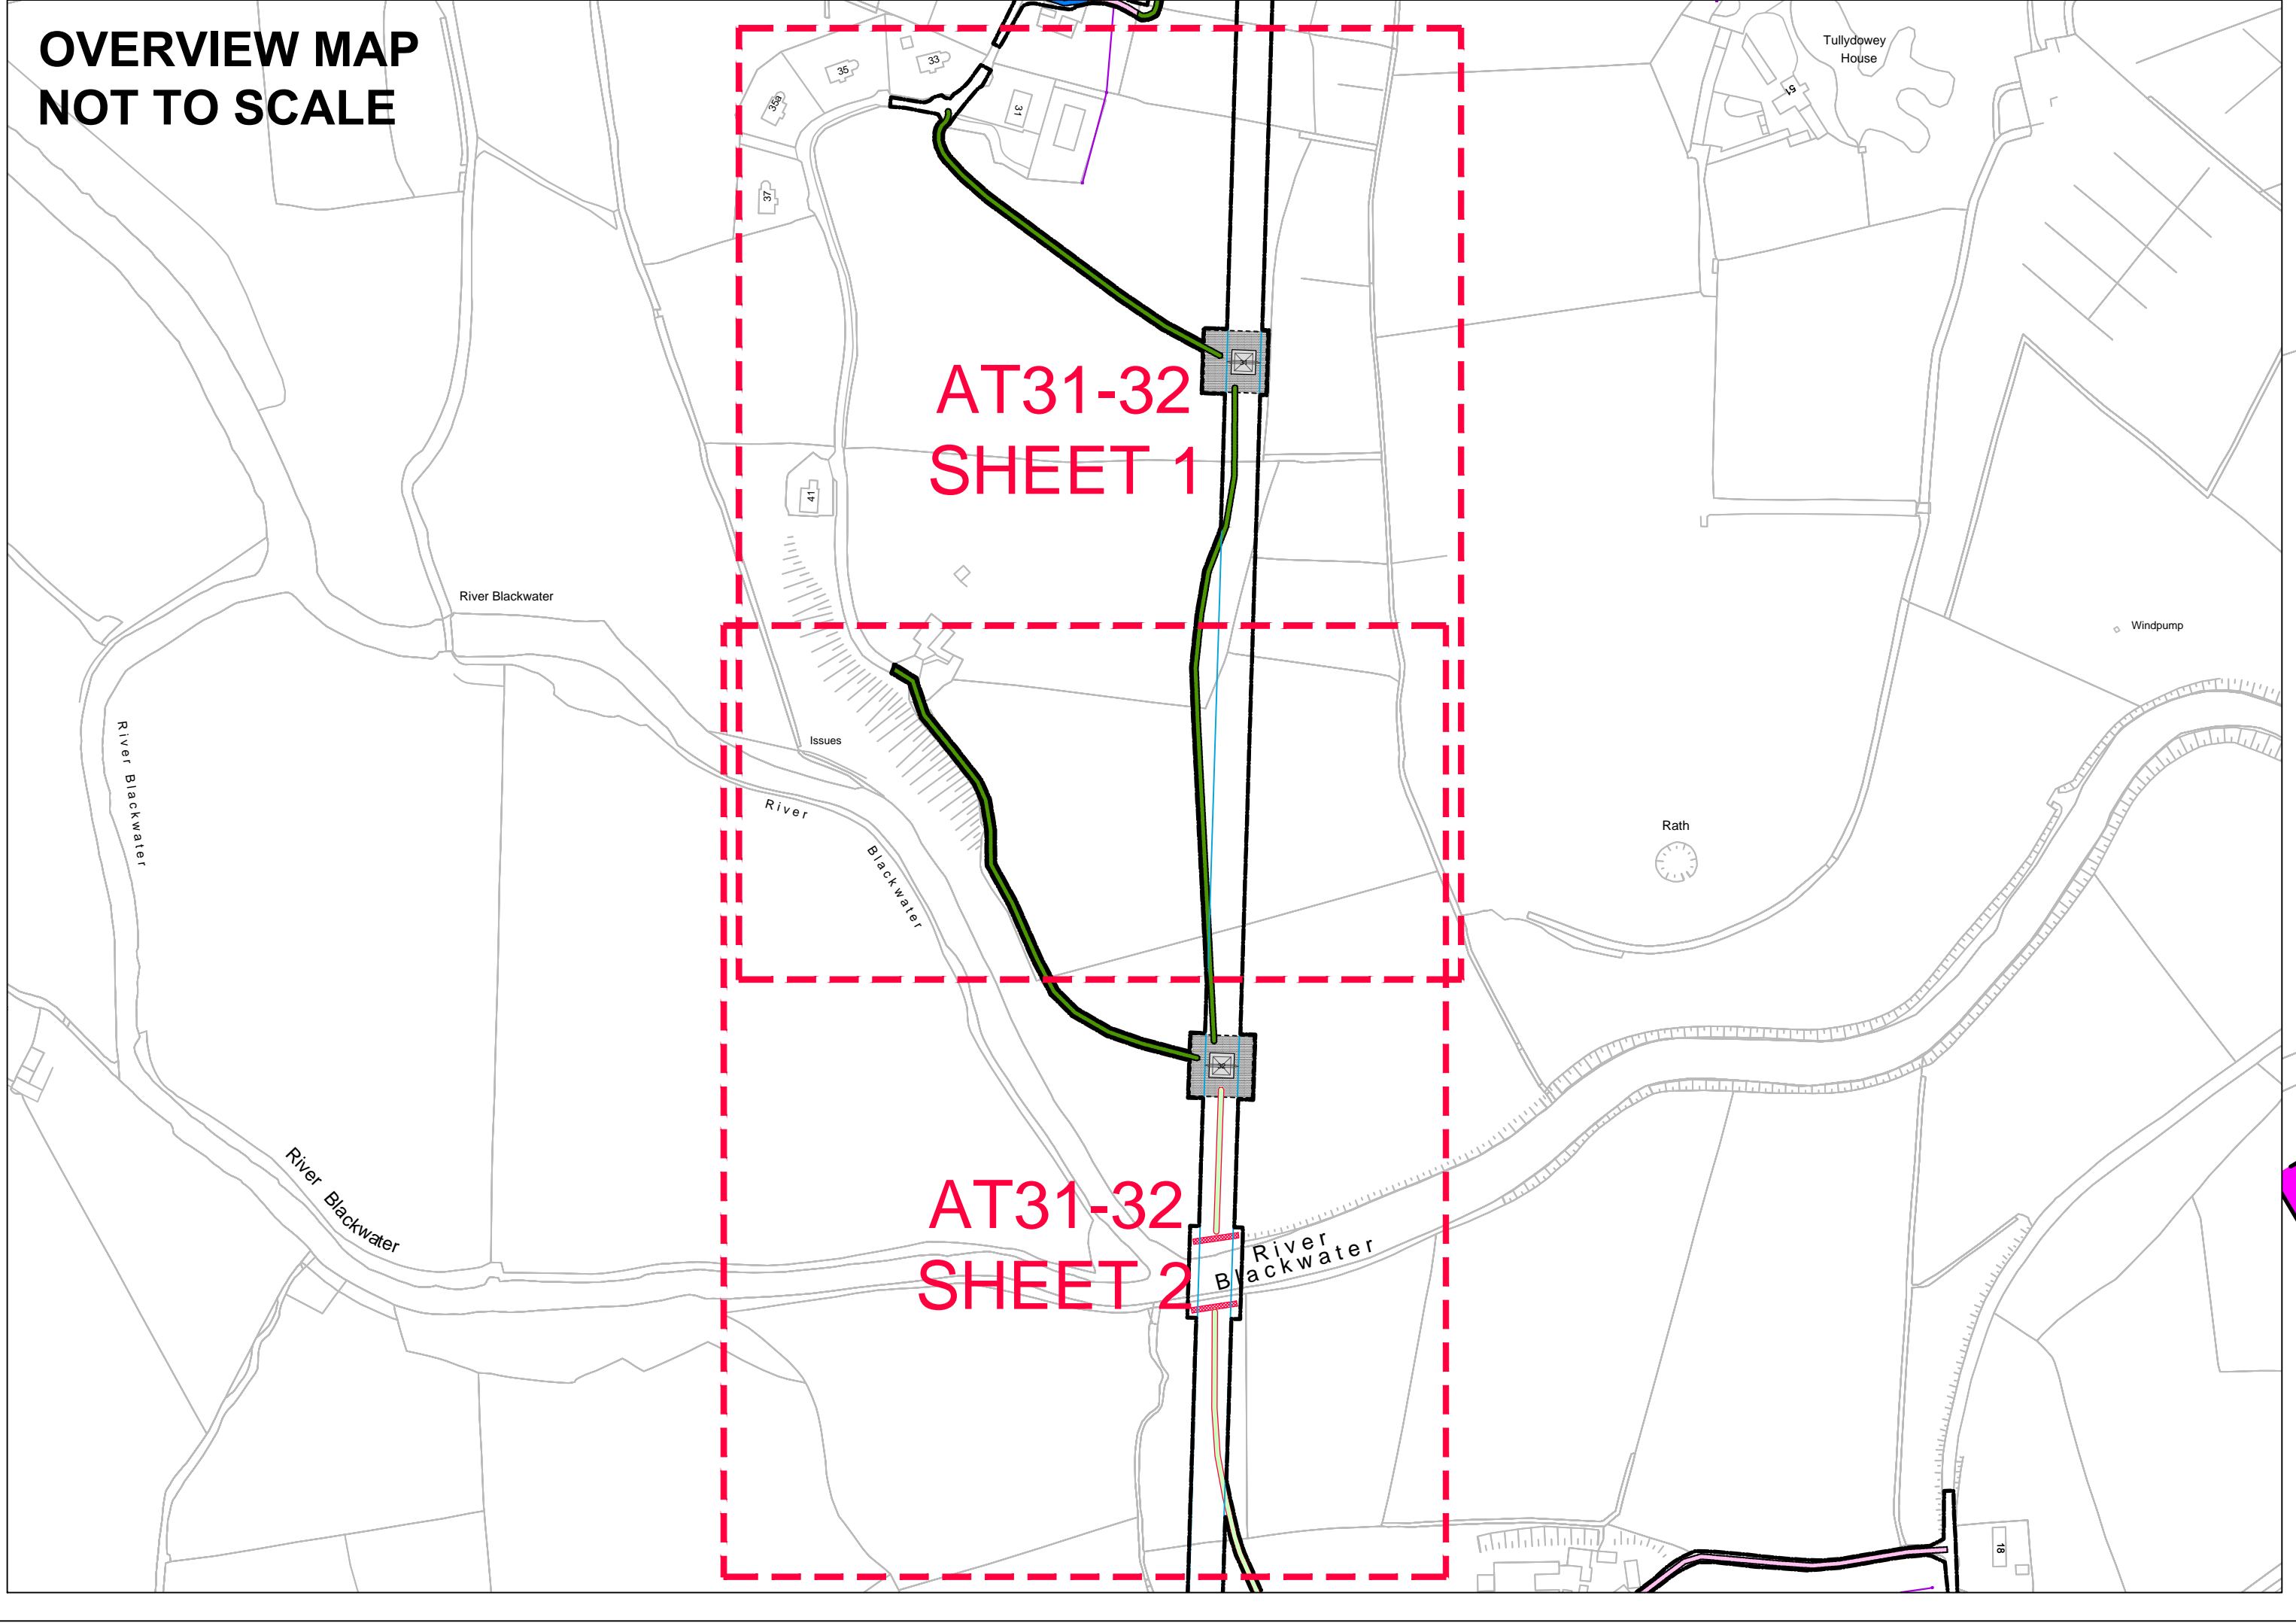 OVERVIEW MAP
NOT TO SCALE
Tullydowey
House
51
33
35
35a
31
37
AT31-32
SHEET 1
41
River Blackwater
Windpump
River Blackwater
Issues
River
Blackwater
Rath
River Blackwater
AT31-32
SHEET 2
River
Blackwater
18